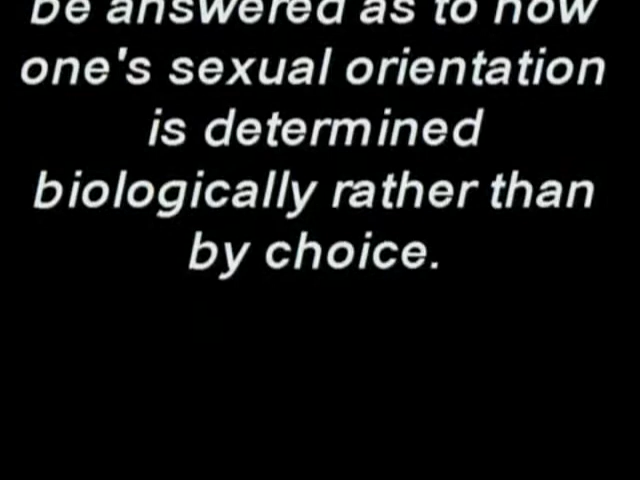 be answered as to how
one's sexual orientation
is determined
biologically rather than
by choice.